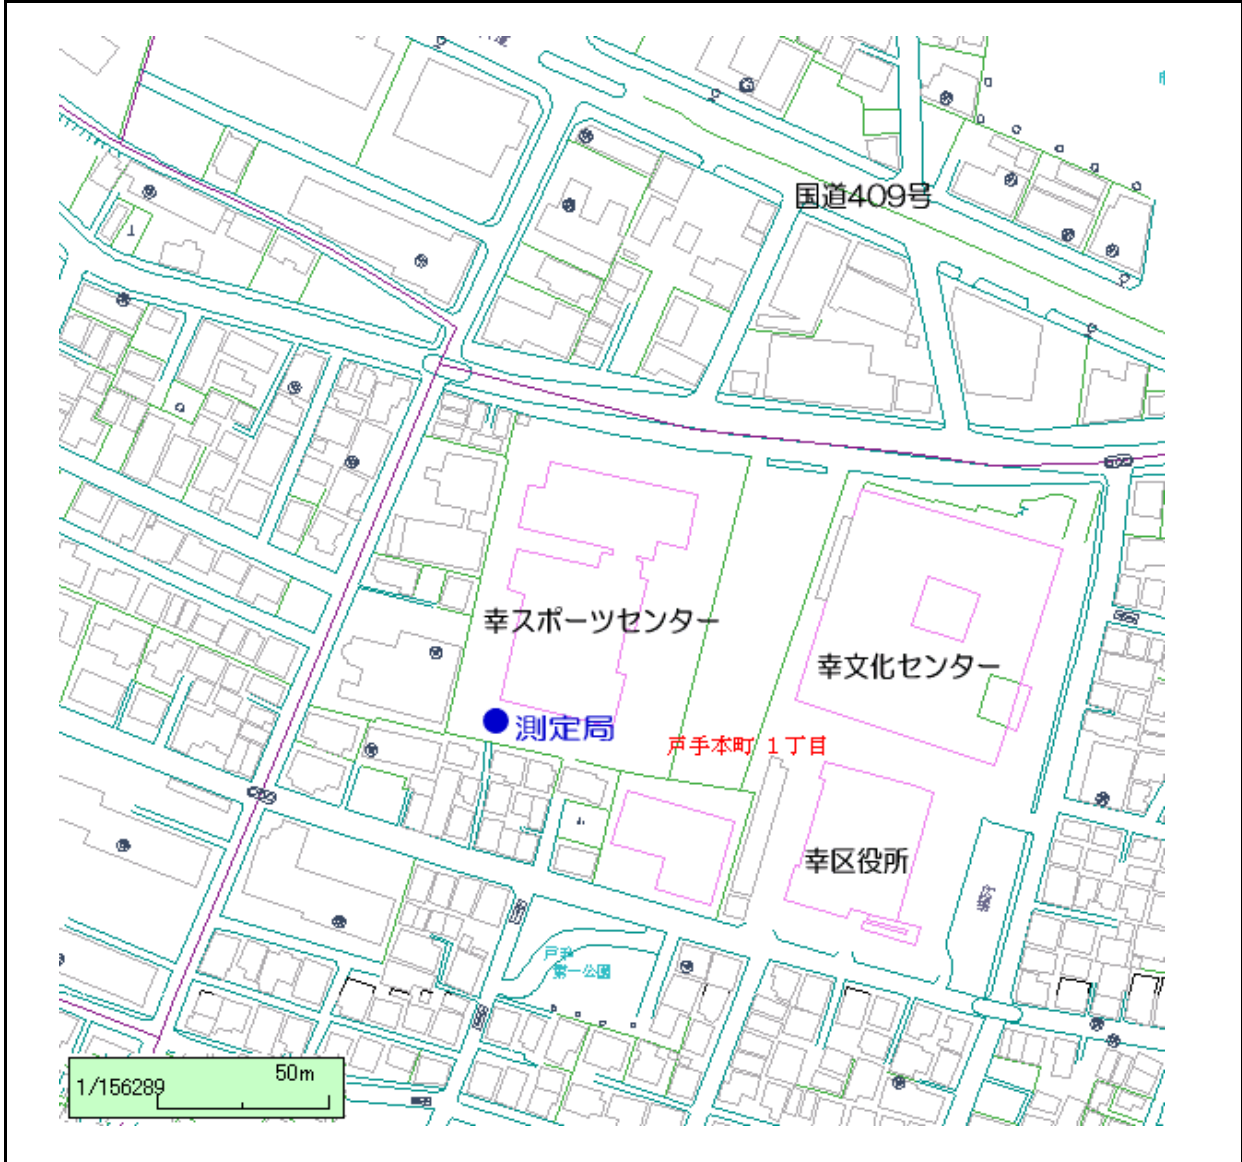 国道409号
幸スポーツセンター
幸文化センター
測定局
戸手本町 1丁目
幸区役所
戸手
第一公園
50m
1/156289